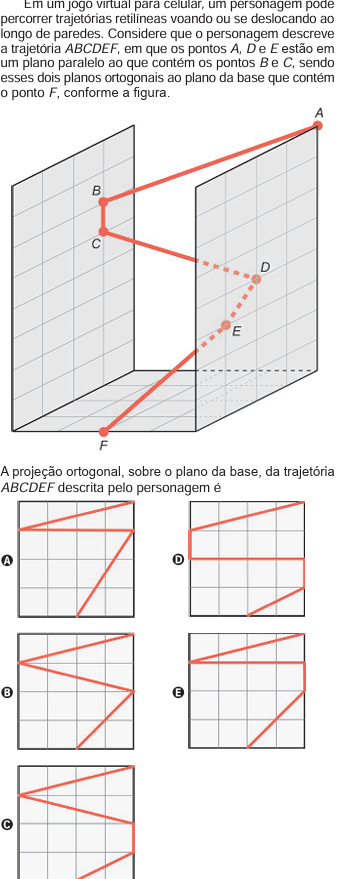 Em um jogo virtual para celular, um personagem pode
percorrer trajetórias retilíneas voando ou se deslocando ao
longo de paredes. Considere que o personagem descreve
a trajetória ABCDEF, em que os pontos A, D e E estão em
um plano paralelo ao que contém os pontos B e C, sendo
esses dois planos ortogonais ao plano da base que contém
o ponto F, conforme a figura.
A
B
C
D
E
F
A projeção ortogonal, sobre o plano da base, da trajetória
ABCDEF descrita pelo personagem é
A
D
B
E
C